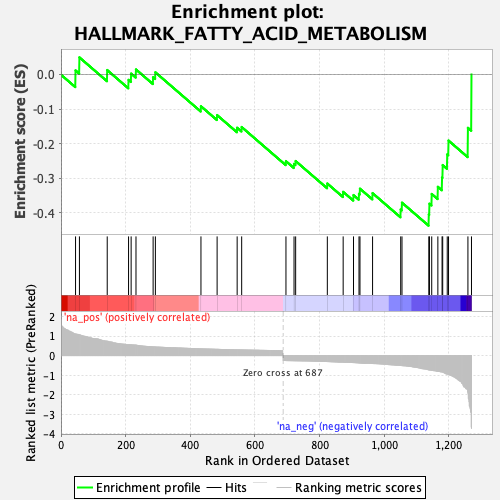 Enrichment plot:
HALLMARK_FATTY_ACID_METABOLISM
Enrichment score (ES)
0.0
-0.1
-0.2
-0.3
-0.4
'na_pos' (positively correlated)
Ranked list metric (PreRanked)
2
1
0
-1
-2
-3
-4
Zero cross at 687
'na_neg' (negatively correlated)
0 200 400 600 800 1,000 1,200
Rank in Ordered Dataset
Enrichment profile Hits Ranking metric scores